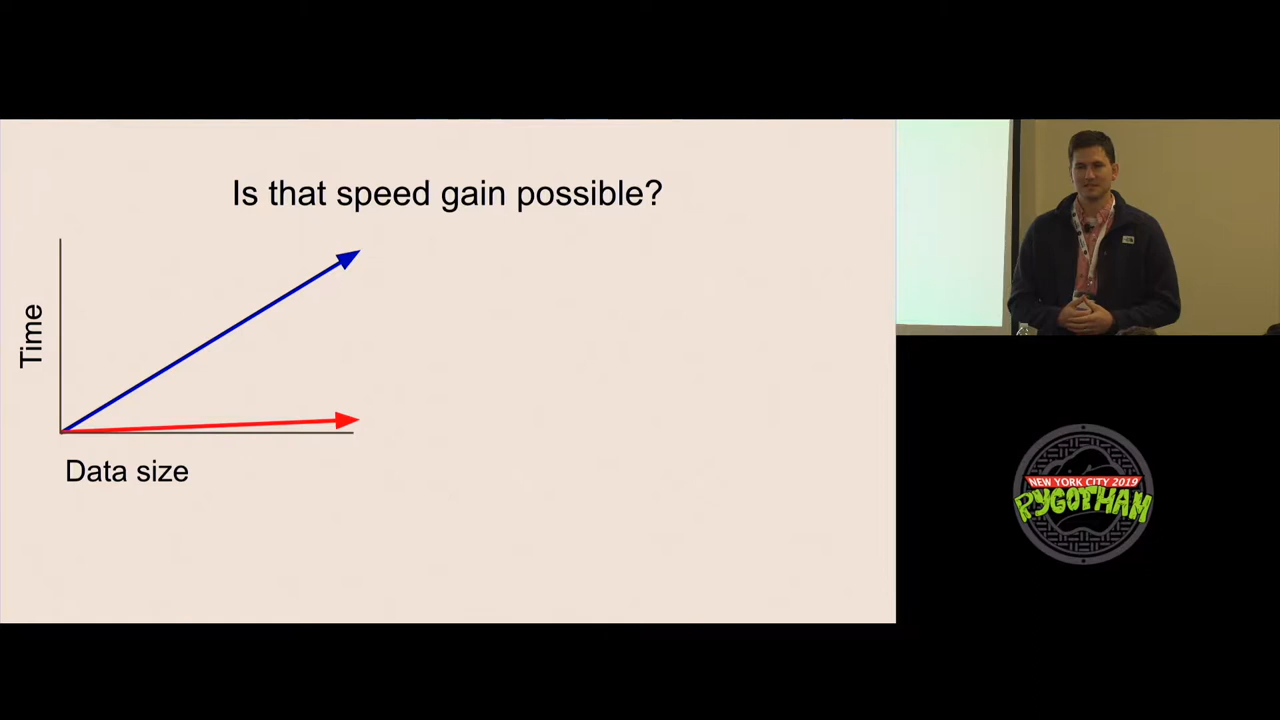 Is that speed gain possible?
Time
Data size
NEW YORK CITY 2019
PYGOTHAM